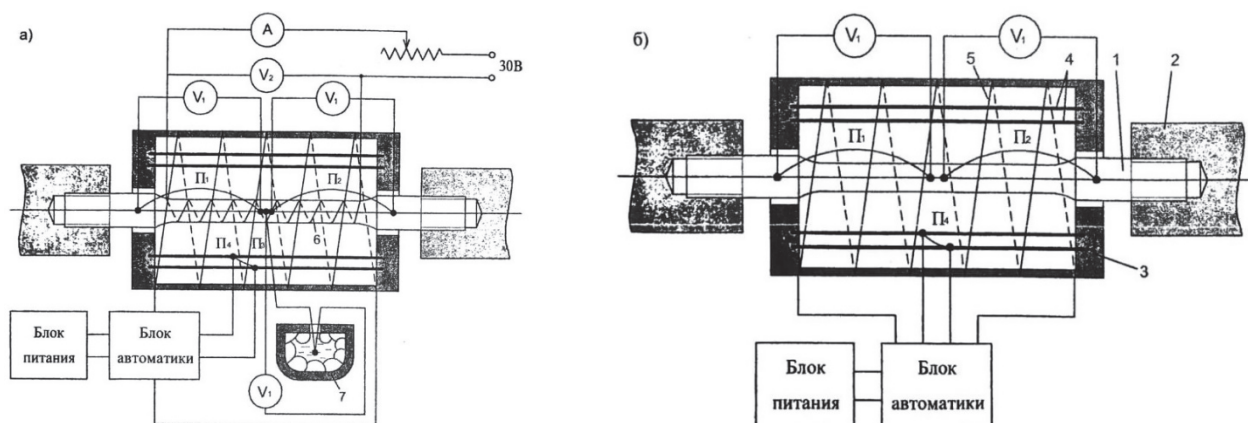 а)
A
V₂
30В
V₁
V₁
П₁
П₂
П₄
П₃
6
Блок
питания
Блок
автоматики
V₁
7
б)
V₁
V₁
5
4
1
2
П₁
П₂
П₄
3
Блок
питания
Блок
автоматики